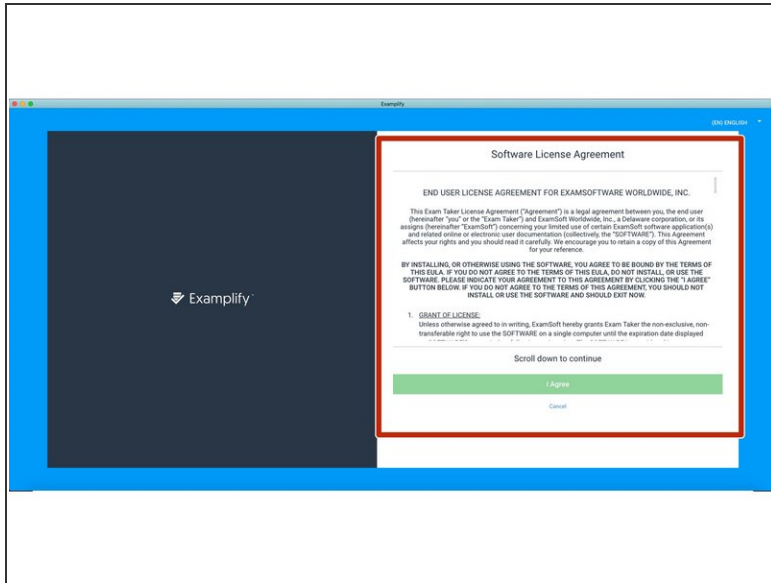 Examplify
(EN) ENGLISH
Examplify
Software License Agreement
END USER LICENSE AGREEMENT FOR EXAMSOFTWARE WORLDWIDE, INC.
This Exam Taker License Agreement ("Agreement") is a legal agreement between you, the end user
(hereinafter "you" or the "Exam Taker") and ExamSoft Worldwide, Inc., a Delaware corporation, or its
assigns (hereinafter "ExamSoft") concerning your limited use of certain ExamSoft software application(s)
and related online or electronic user documentation (collectively, the "SOFTWARE"). This Agreement
affects your rights and you should read it carefully. We encourage you to retain a copy of this Agreement
for your reference.
BY INSTALLING, OR OTHERWISE USING THE SOFTWARE, YOU AGREE TO BE BOUND BY THE TERMS OF
THIS EULA. IF YOU DO NOT AGREE TO THE TERMS OF THIS EULA, DO NOT INSTALL, OR USE THE
SOFTWARE. PLEASE INDICATE YOUR AGREEMENT TO THIS AGREEMENT BY CLICKING THE "I AGREE"
BUTTON BELOW. IF YOU DO NOT AGREE TO THE TERMS OF THIS AGREEMENT, YOU SHOULD NOT
INSTALL OR USE THE SOFTWARE AND SHOULD EXIT NOW.
1. GRANT OF LICENSE:
Unless otherwise agreed to in writing, ExamSoft hereby grants Exam Taker the non-exclusive, non-
transferable right to use the SOFTWARE on a single computer until the expiration date displayed
Scroll down to continue
I Agree
Cancel